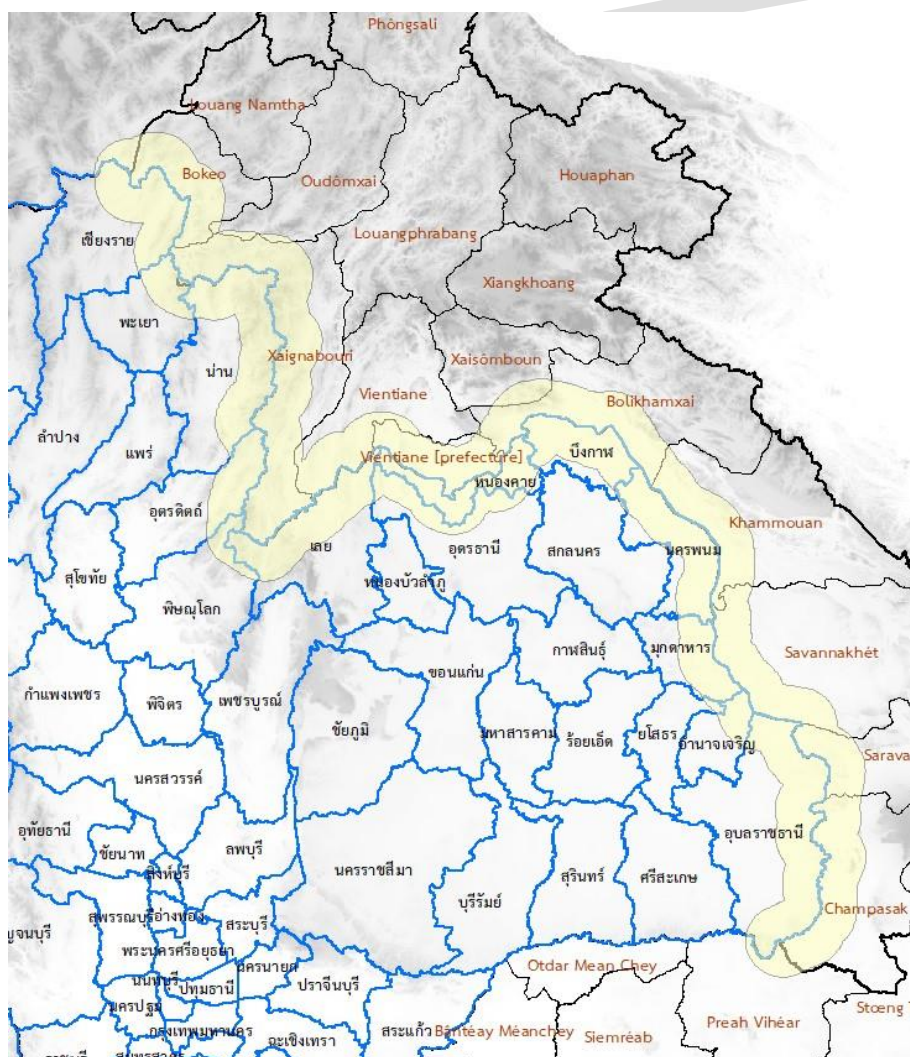 Phôngsali
Louang Namtha
Bokeo
Oudômxai
Houaphan
Louangphrabang
เชียงราย
Xiangkhoang
พะเยา
น่าน
Xaignabouri
Xaisômboun
Vientiane
Bolikhamxai
ลำปาง
แพร่
Vientiane [prefecture]
บึงกาฬ
หนองคาย
อุตรดิตถ์
Khammouan
เลย
อุดรธานี
สกลนคร
นครพนม
สุโขทัย
หนองบัวลำภู
พิษณุโลก
กาฬสินธุ์
มุกดาหาร
Savannakhét
ขอนแก่น
กำแพงเพชร
พิจิตร
เพชรบูรณ์
ชัยภูมิ
มหาสารคาม
ร้อยเอ็ด
ยโสธร
อำนาจเจริญ
Sarava
นครสวรรค์
อุทัยธานี
ชัยนาท
ลพบุรี
อุบลราชธานี
สิงห์บุรี
นครราชสีมา
สุรินทร์
ศรีสะเกษ
บุรีรัมย์
Champasak
สุพรรณบุรี
อ่างทอง
สระบุรี
ญจนบุรี
พระนครศรีอยุธยา
นครนายก
Otdar Mean Chey
นนทบุรี
ปทุมธานี
ปราจีนบุรี
นครปฐม
Stœng
กรุงเทพมหานคร
ฉะเชิงเทรา
สระแก้ว
Bântéay Méanchey
Siemréab
Preah Vihéar